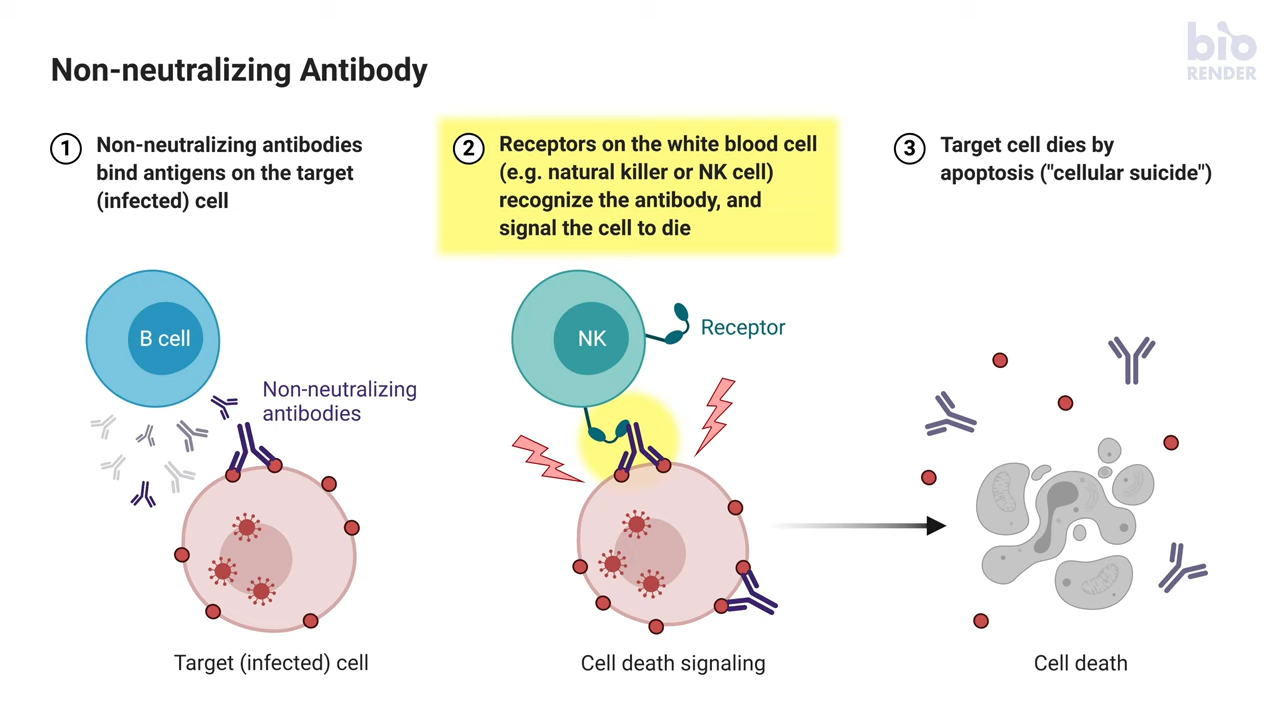 bio
RENDER
Non-neutralizing Antibody
1 Non-neutralizing antibodies
bind antigens on the target
(infected) cell
2 Receptors on the white blood cell
(e.g. natural killer or NK cell)
recognize the antibody, and
signal the cell to die
3 Target cell dies by
apoptosis ("cellular suicide")
B cell
Non-neutralizing
antibodies
Target (infected) cell
NK
Receptor
Cell death signaling
Cell death